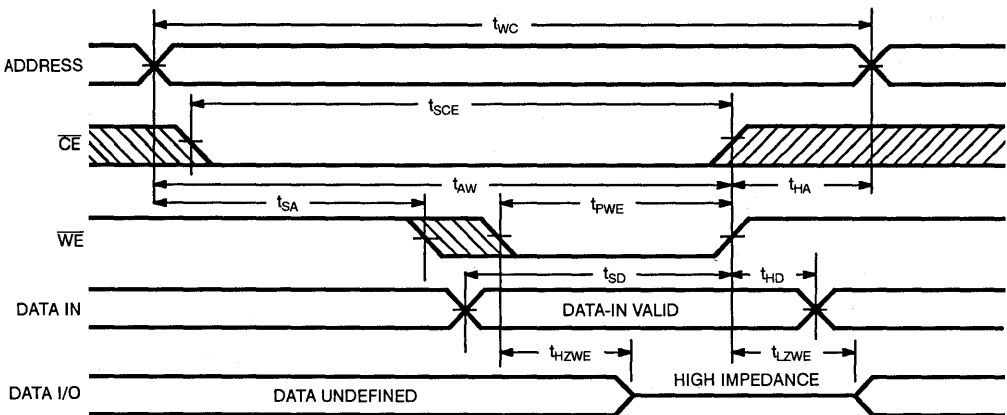 tWC
ADDRESS
tSCE
CE
tAW
tHA
tSA
tPWE
WE
tSD
tHD
DATA IN
DATA-IN VALID
tHZWE
tLZWE
HIGH IMPEDANCE
DATA I/O
DATA UNDEFINED